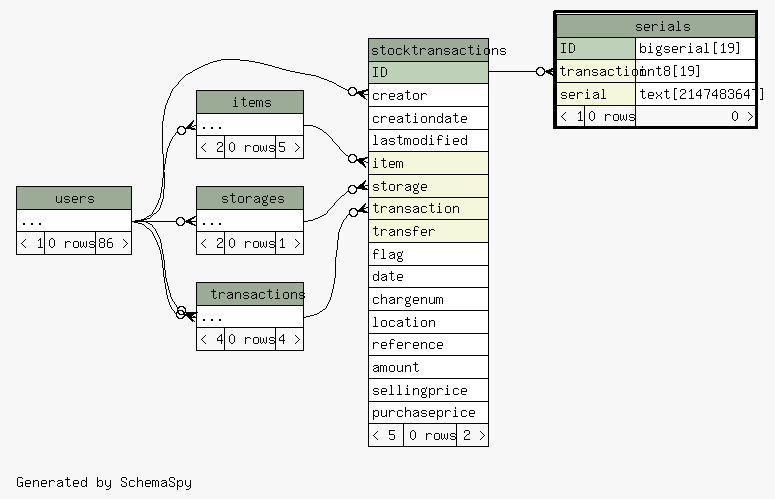 serials
ID bigserial[19]
transaction int8[19]
serial text[2147483647]
< 1 0 rows 0 >
stocktransactions
ID
creator
creationdate
lastmodified
item
storage
transaction
transfer
flag
date
chargenum
location
reference
amount
sellingprice
purchaseprice
< 5 0 rows 2 >
items
...
< 2 0 rows 5 >
storages
...
< 2 0 rows 1 >
transactions
...
< 4 0 rows 4 >
users
...
< 1 0 rows 86 >
Generated by SchemaSpy